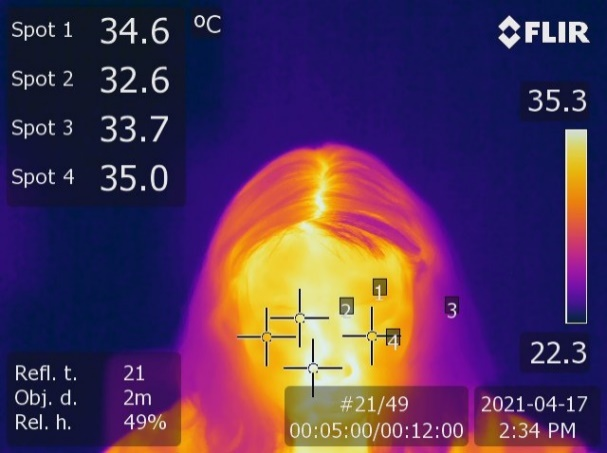 Spot 1 34.6 ºC
Spot 2 32.6
Spot 3 33.7
Spot 4 35.0
FLIR
35.3
1
2
3
4
22.3
Refl. t. 21
Obj. d. 2m
Rel. h. 49%
#21/49
00:05:00/00:12:00
2021-04-17
2:34 PM